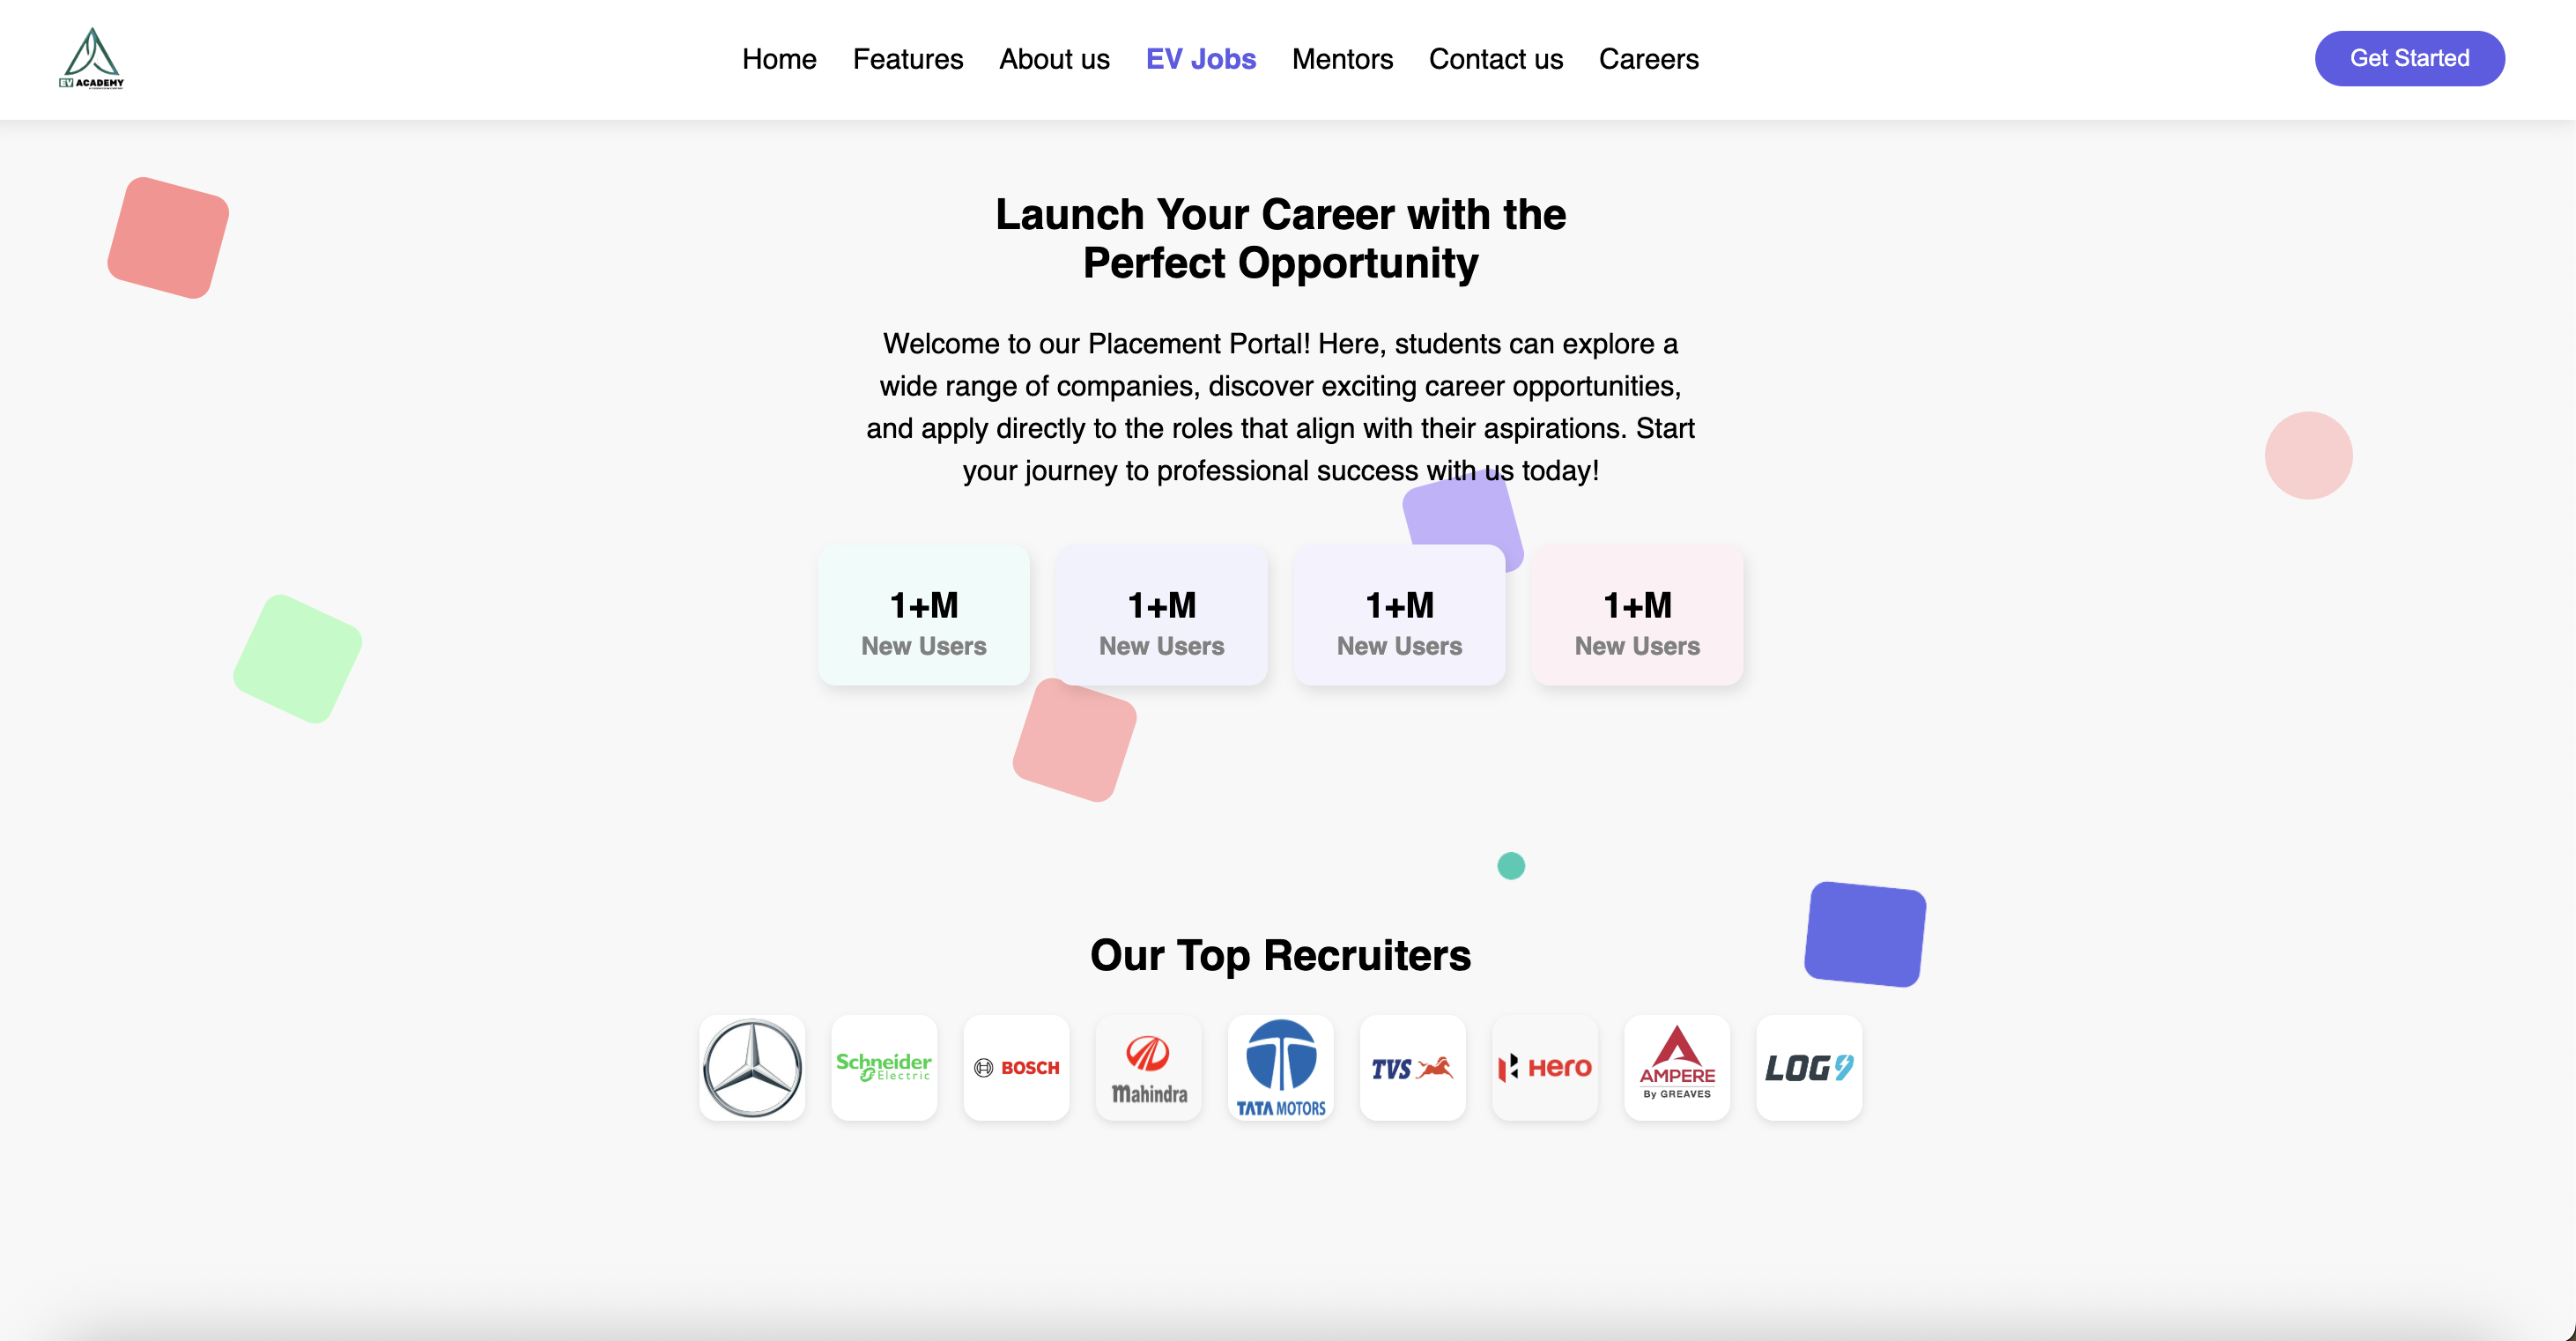 EV ACADEMY
Home Features About us EV Jobs Mentors Contact us Careers
Get Started
Launch Your Career with the
Perfect Opportunity
Welcome to our Placement Portal! Here, students can explore a
wide range of companies, discover exciting career opportunities,
and apply directly to the roles that align with their aspirations. Start
your journey to professional success with us today!
1+M 1+M 1+M 1+M
New Users New Users New Users New Users
Our Top Recruiters
Schneider
Electric
BOSCH
Mahindra
TATA MOTORS
TVS
Hero
AMPERE
By GREAVES
LOG9